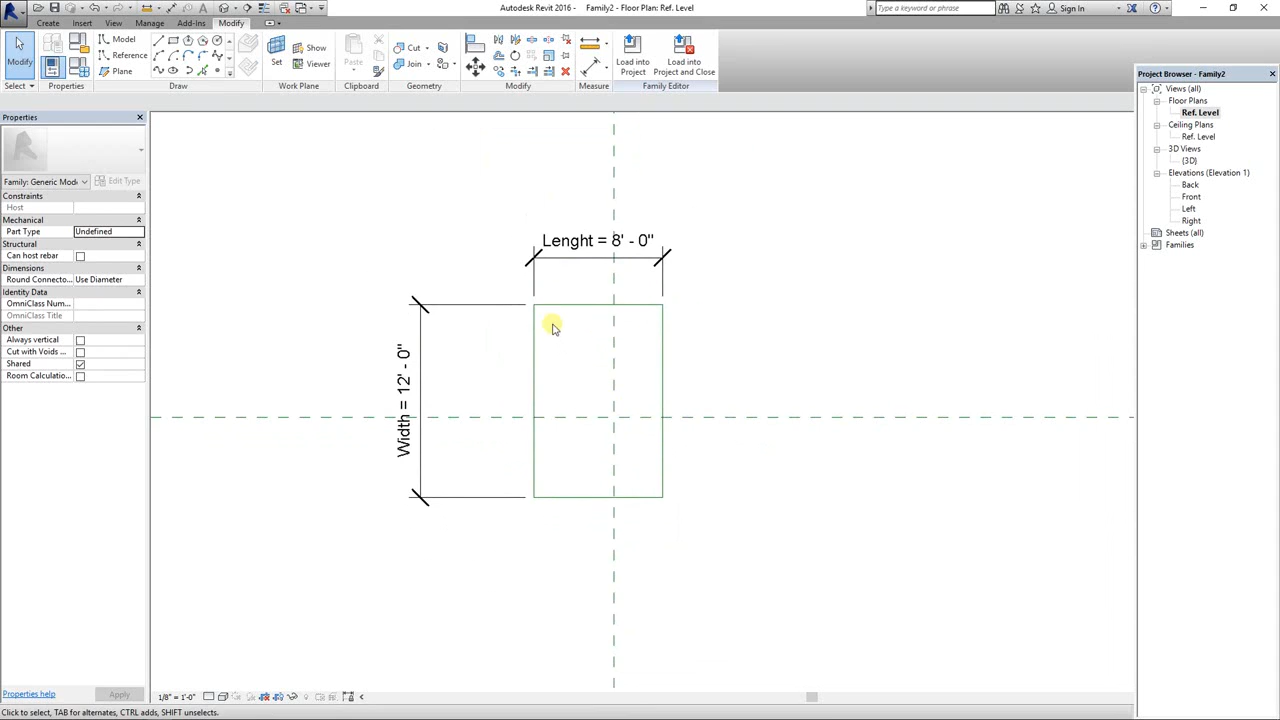 Autodesk Revit 2016 - Family2 - Floor Plan: Ref. Level
Type a keyword or phrase
Sign In
Create Insert View Manage Add-Ins Modify
Modify
Model
Reference
Plane
Set
Show
Viewer
Paste
Cut
Join
Load into
Project
Load into
Project and Close
Select Properties Draw Work Plane Clipboard Geometry Modify Measure Family Editor
Properties
Family: Generic Mod
Edit Type
Constraints
Host
Mechanical
Part Type Undefined
Structural
Can host rebar
Dimensions
Round Connecto... Use Diameter
Identity Data
OmniClass Num...
OmniClass Title
Other
Always vertical
Cut with Voids ...
Shared
Room Calculatio...
Properties help
Apply
Lenght = 8' - 0"
Width = 12' - 0"
Project Browser - Family2
Views (all)
Floor Plans
Ref. Level
Ceiling Plans
Ref. Level
3D Views
{3D}
Elevations (Elevation 1)
Back
Front
Left
Right
Sheets (all)
Families
1/8" = 1'-0"
Click to select, TAB for alternates, CTRL adds, SHIFT unselects.